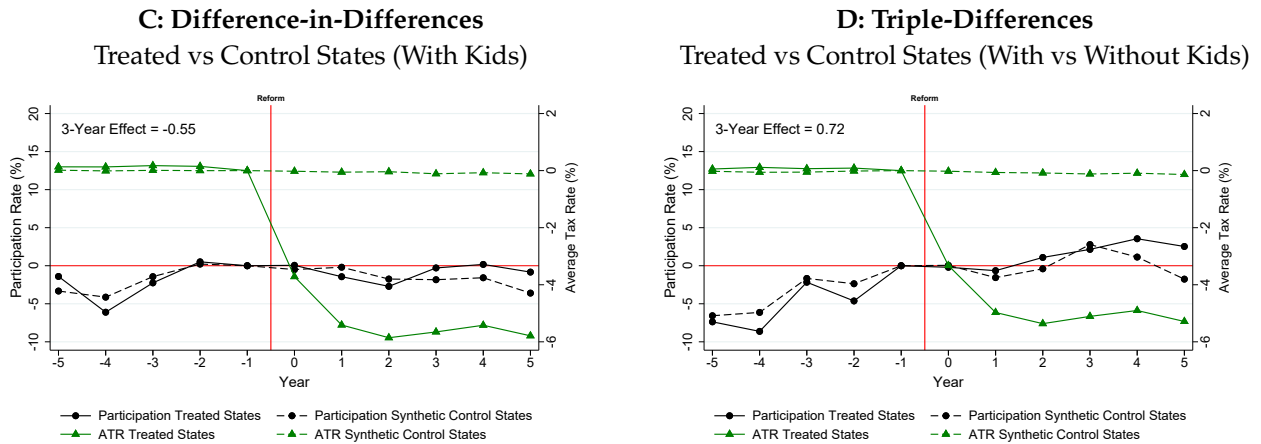 C: Difference-in-Differences
Treated vs Control States (With Kids)
Reform
3-Year Effect = -0.55
Participation Rate (%)
20
15
10
5
0
-5
-10
Average Tax Rate (%)
2
0
-2
-4
-6
-5 -4 -3 -2 -1 0 1 2 3 4 5
Year
Participation Treated States
Participation Synthetic Control States
ATR Treated States
ATR Synthetic Control States
D: Triple-Differences
Treated vs Control States (With vs Without Kids)
Reform
3-Year Effect = 0.72
Participation Rate (%)
20
15
10
5
0
-5
-10
Average Tax Rate (%)
2
0
-2
-4
-6
-5 -4 -3 -2 -1 0 1 2 3 4 5
Year
Participation Treated States
Participation Synthetic Control States
ATR Treated States
ATR Synthetic Control States